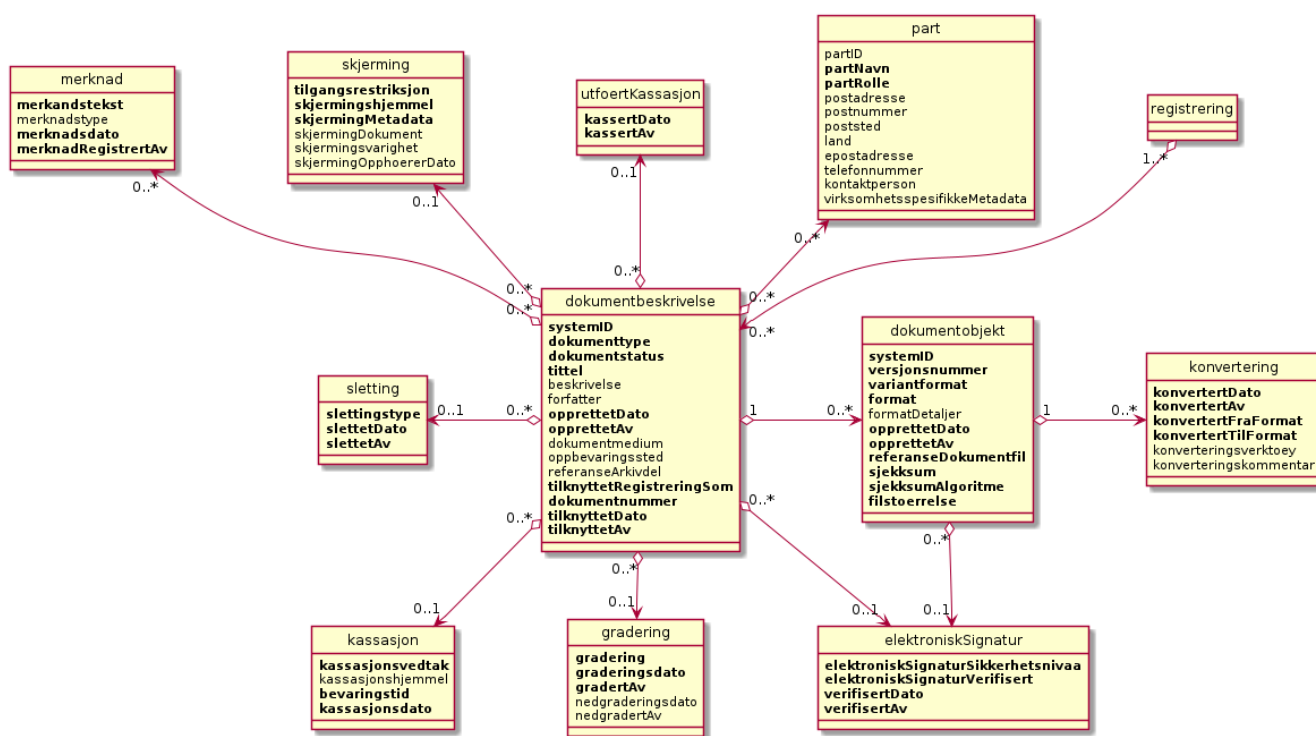 part
partID
partNavn
partRolle
postadresse
postnummer
poststed
land
epostadresse
telefonnummer
kontaktperson
virksomhetsspesifikkeMetadata
skjerming
tilgangsrestriksjon
skjermingshjemmel
skjermingMetadata
skjermingDokument
skjermingsvarighet
skjermingOpphoererDato
merknad
merkandstekst
merknadstype
merknadsdato
merknadRegistrertAv
utfoertKassasjon
kassertDato
kassertAv
registrering
0..*
0..1
0..1
0..*
1..*
0..*
0..*
0..*
0..*
0..*
dokumentbeskrivelse
systemID
dokumenttype
dokumentstatus
tittel
beskrivelse
forfatter
opprettetDato
opprettetAv
dokumentmedium
oppbevaringssted
referanseArkivdel
tilknyttetRegistreringSom
dokumentnummer
tilknyttetDato
tilknyttetAv
dokumentobjekt
systemID
versjonsnummer
variantformat
format
formatDetaljer
opprettetDato
opprettetAv
referanseDokumentfil
sjekksum
sjekksumAlgoritme
filstoerrelse
konvertering
konvertertDato
konvertertAv
konvertertFraFormat
konvertertTilFormat
konverteringsverktoey
konverteringskommentar
sletting
slettingstype
slettetDato
slettetAv
0..1
0..*
1
0..*
1
0..*
0..*
0..*
0..*
0..*
0..1
0..1
0..1
0..1
kassasjon
kassasjonsvedtak
kassasjonshjemmel
bevaringstid
kassasjonsdato
gradering
gradering
graderingsdato
gradertAv
nedgraderingsdato
nedgradertAv
elektroniskSignatur
elektroniskSignaturSikkerhetsnivaa
elektroniskSignaturVerifisert
verifisertDato
verifisertAv